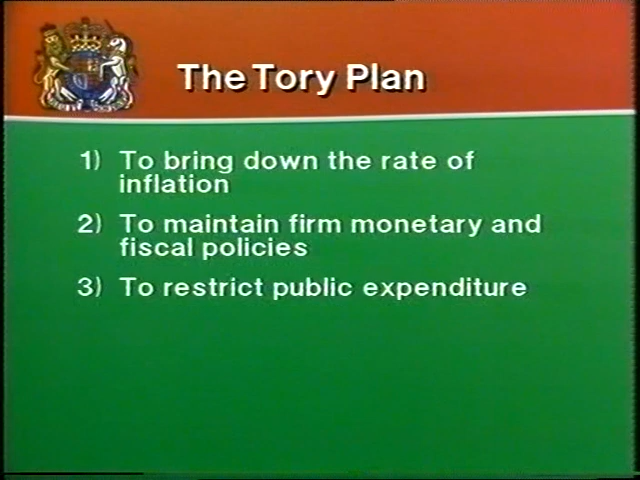 The Tory Plan
1) To bring down the rate of
inflation
2) To maintain firm monetary and
fiscal policies
3) To restrict public expenditure